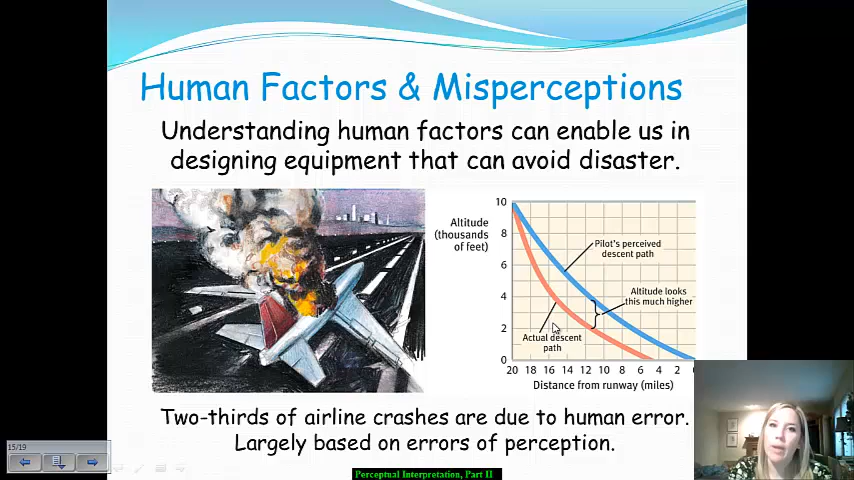 Human Factors & Misperceptions
Understanding human factors can enable us in
designing equipment that can avoid disaster.
Altitude
(thousands
of feet)
10
8
6
4
2
0
Pilot's perceived
descent path
Altitude looks
this much higher
Actual descent
path
20 18 16 14 12 10 8 6 4 2
Distance from runway (miles)
Two-thirds of airline crashes are due to human error.
Largely based on errors of perception.
15/19
Perceptual Interpretation, Part II